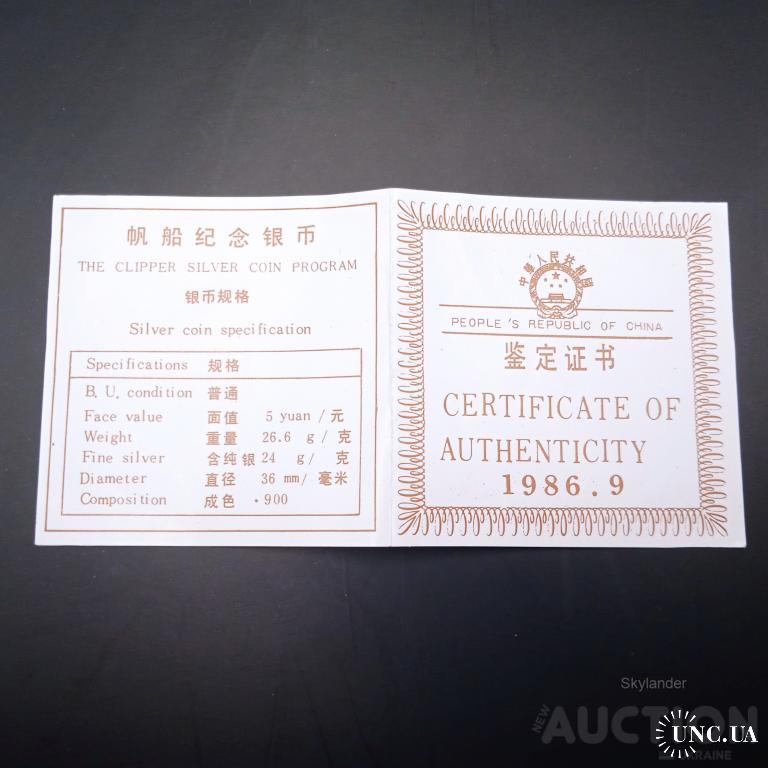 帆船纪念银币
THE CLIPPER SILVER COIN PROGRAM
银币规格
Silver coin specification
Specifications 规格
B. U. condition 普通
Face value 面值 5 yuan / 元
Weight 重量 26.6 g / 克
Fine silver 含纯银 24 g / 克
Diameter 直径 36 mm / 毫米
Composition 成色 .900
中華人民共和國
PEOPLE'S REPUBLIC OF CHINA
鉴定证书
CERTIFICATE OF
AUTHENTICITY
1986.9
Skylander
NEW AUCTION
UKRAINE
UNC.UA